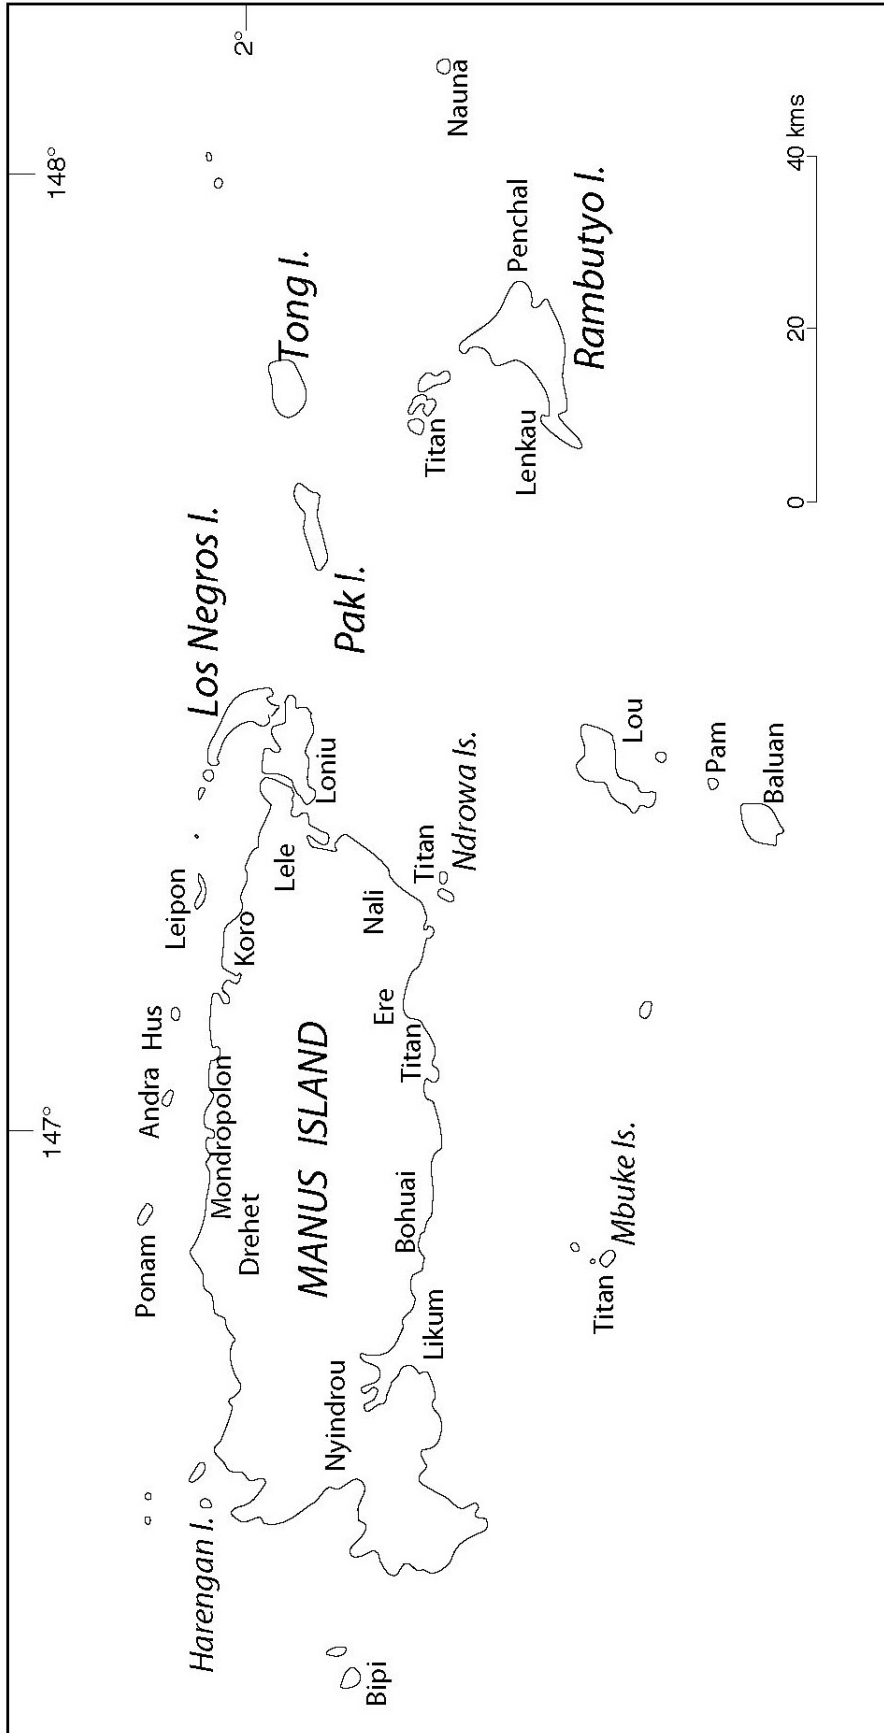 147°
148°
2°
Ponam
Andra
Hus
Leipon
Los Negros I.
Harengan I.
Mondropolon
Koro
Drehet
Lele
Tong I.
MANUS ISLAND
Loniu
Pak I.
Nyindrou
Nali
Bipi
Likum
Bohuai
Titan
Ere
Titan
Ndrowa Is.
Titan
Nauna
Lenkau
Penchal
Rambutyo I.
Titan
Mbuke Is.
Lou
Pam
Baluan
0 20 40 kms